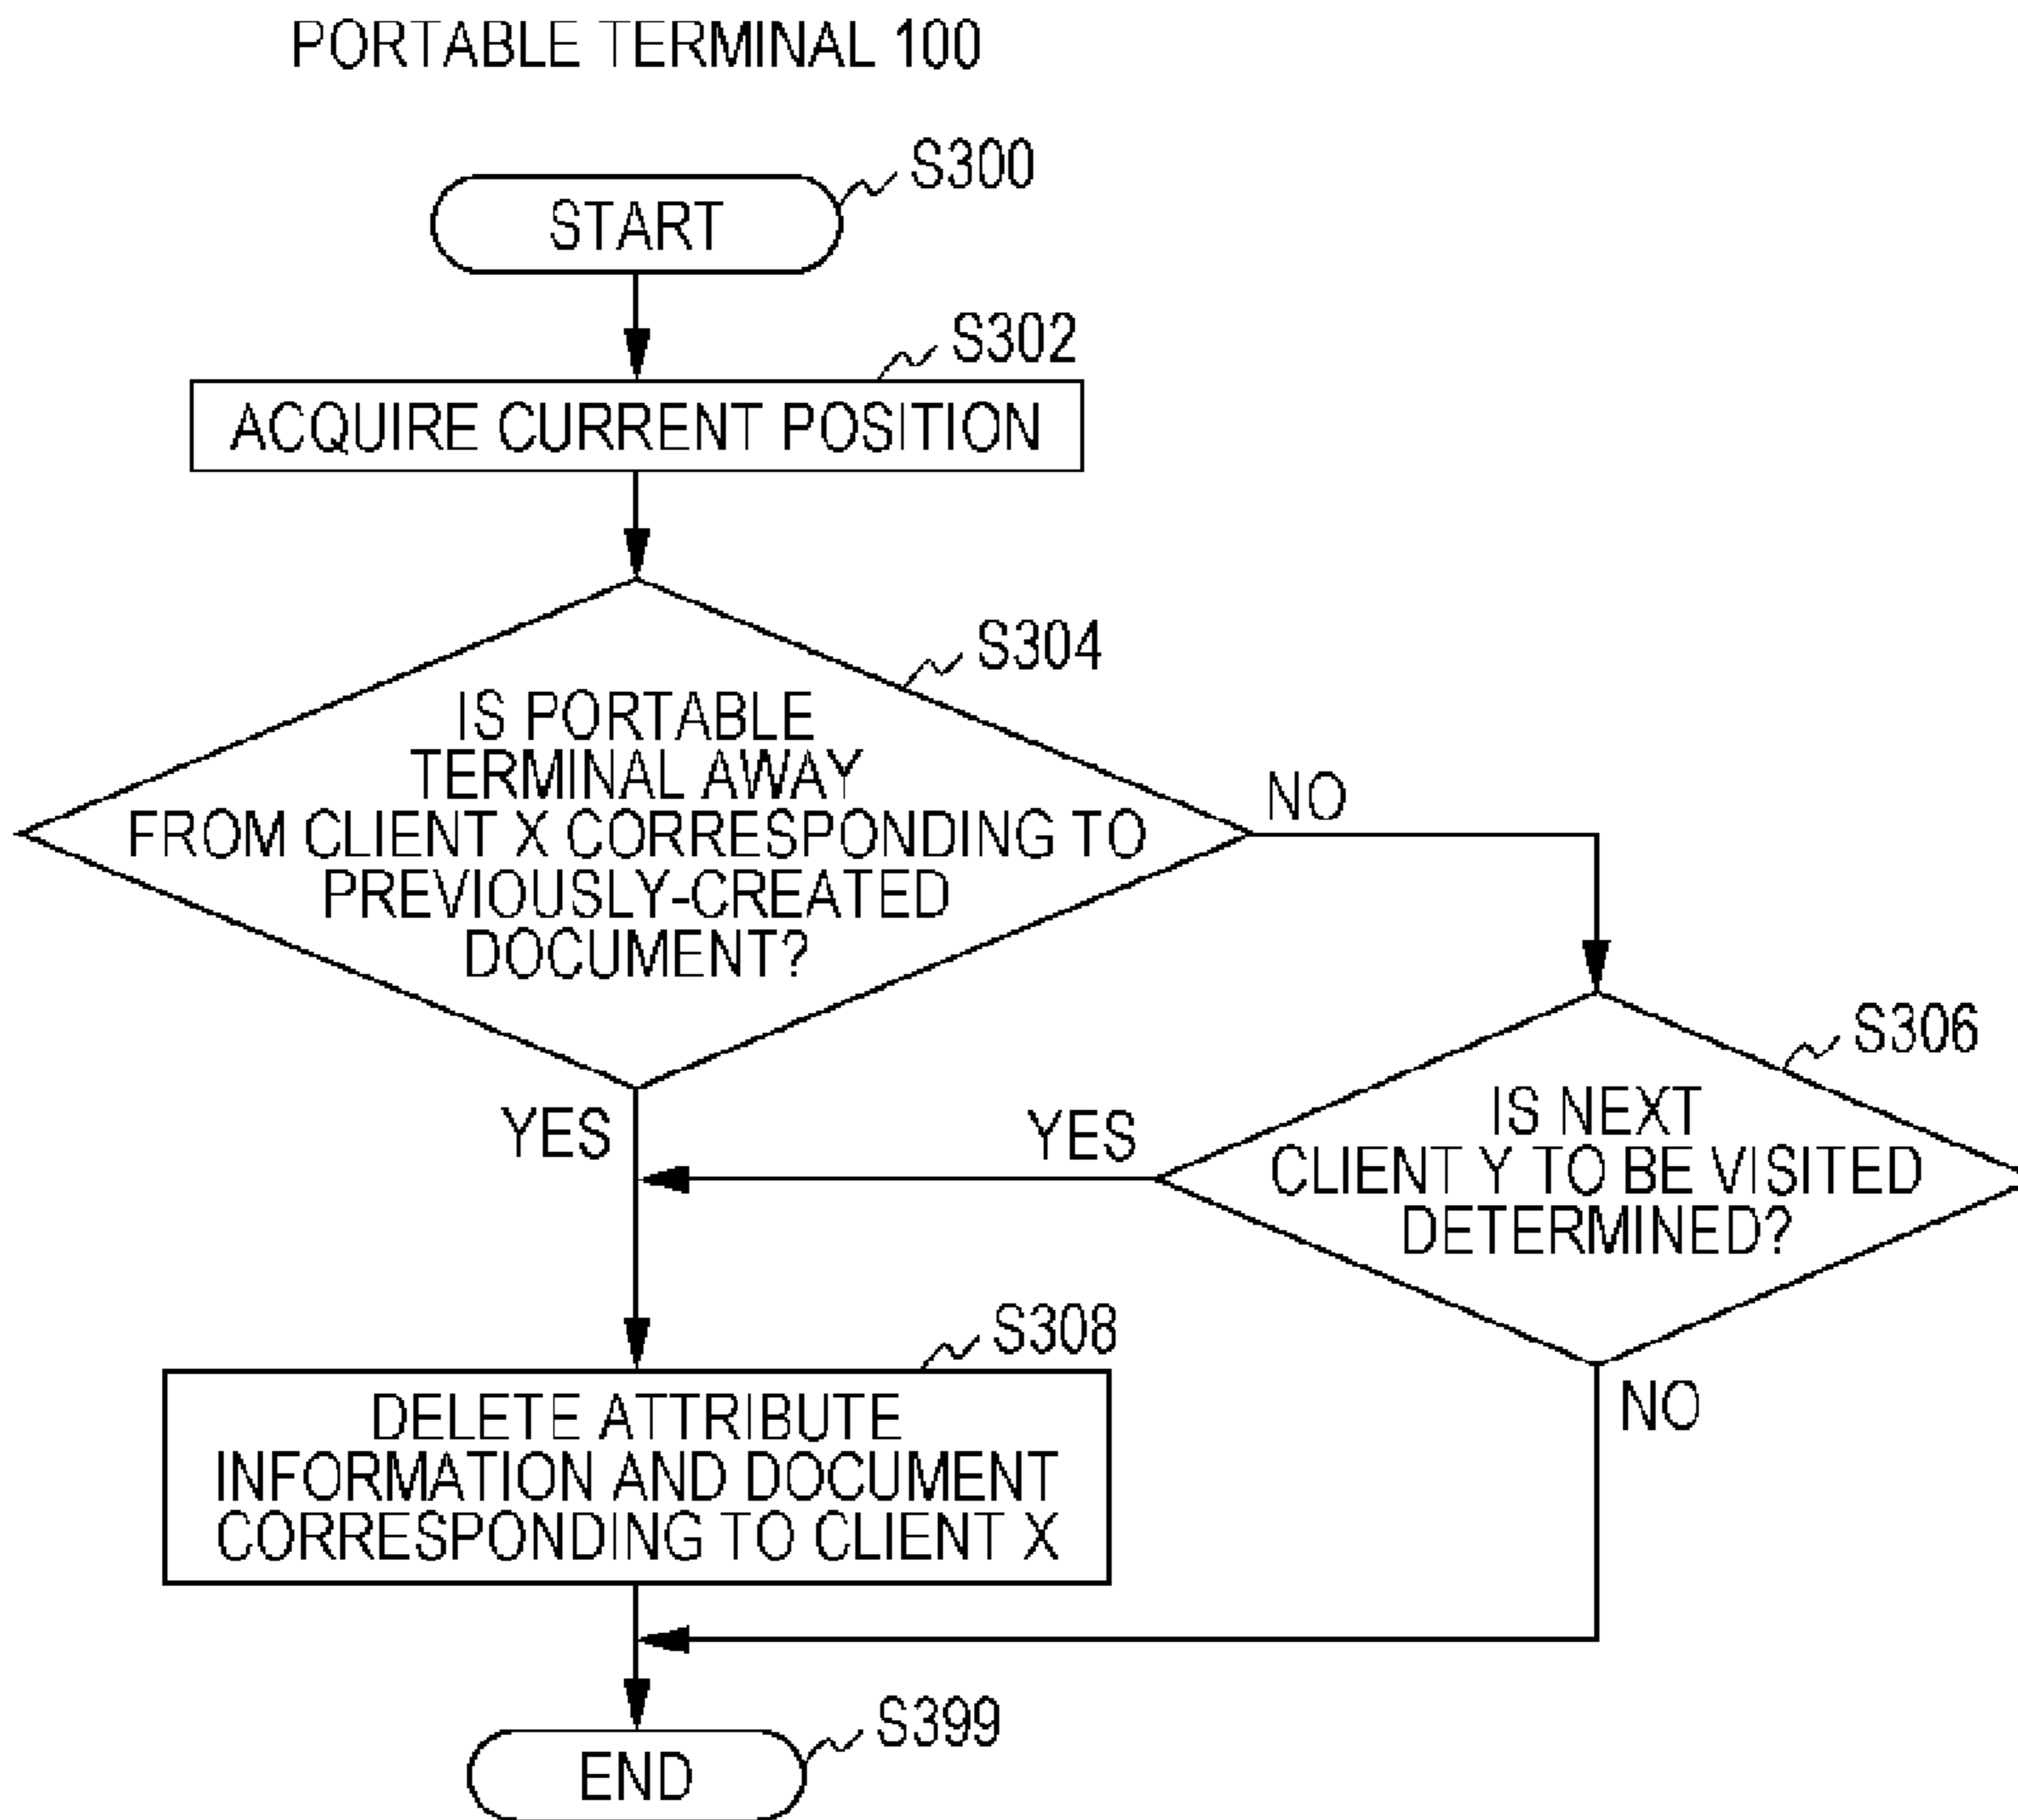 PORTABLE TERMINAL 100
S300
START
S302
ACQUIRE CURRENT POSITION
S304
IS PORTABLE
TERMINAL AWAY
FROM CLIENT X CORRESPONDING TO
PREVIOUSLY-CREATED
DOCUMENT?
NO
YES
S306
IS NEXT
CLIENT Y TO BE VISITED
DETERMINED?
YES
NO
S308
DELETE ATTRIBUTE
INFORMATION AND DOCUMENT
CORRESPONDING TO CLIENT X
S399
END